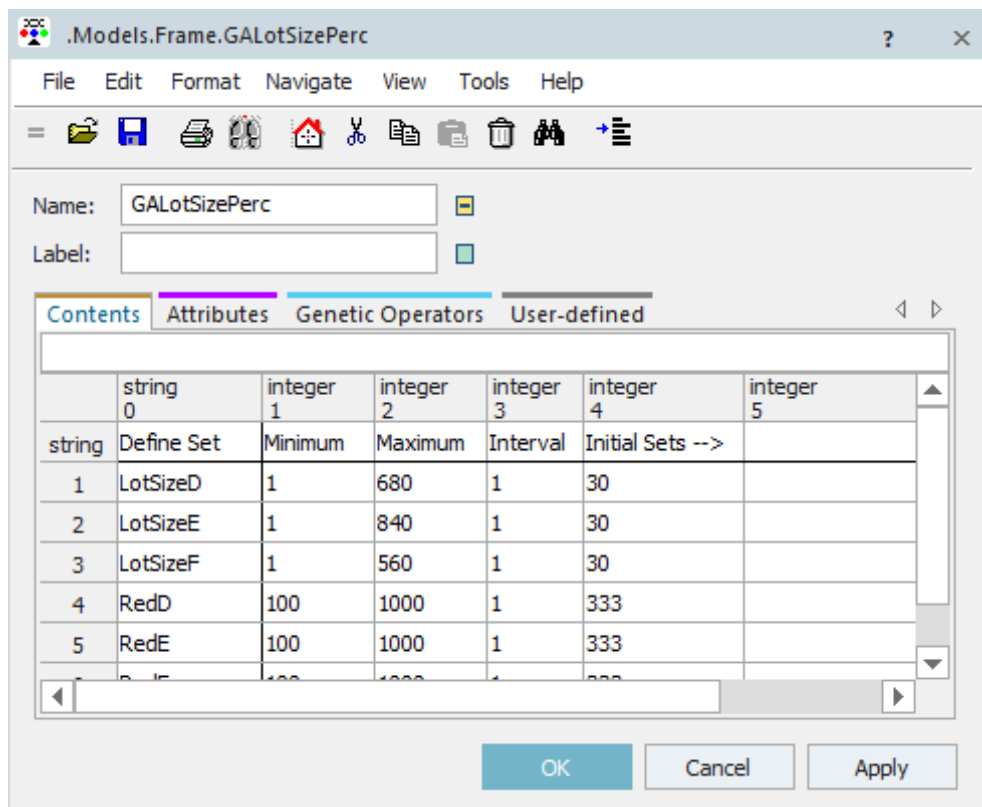 .Models.Frame.GALotSizePerc ? ×
File Edit Format Navigate View Tools Help
Name: GALotSizePerc
Label:
Contents Attributes Genetic Operators User-defined
string integer integer integer integer integer
0 1 2 3 4 5
string Define Set Minimum Maximum Interval Initial Sets -->
1 LotSizeD 1 680 1 30
2 LotSizeE 1 840 1 30
3 LotSizeF 1 560 1 30
4 RedD 100 1000 1 333
5 RedE 100 1000 1 333
OK Cancel Apply